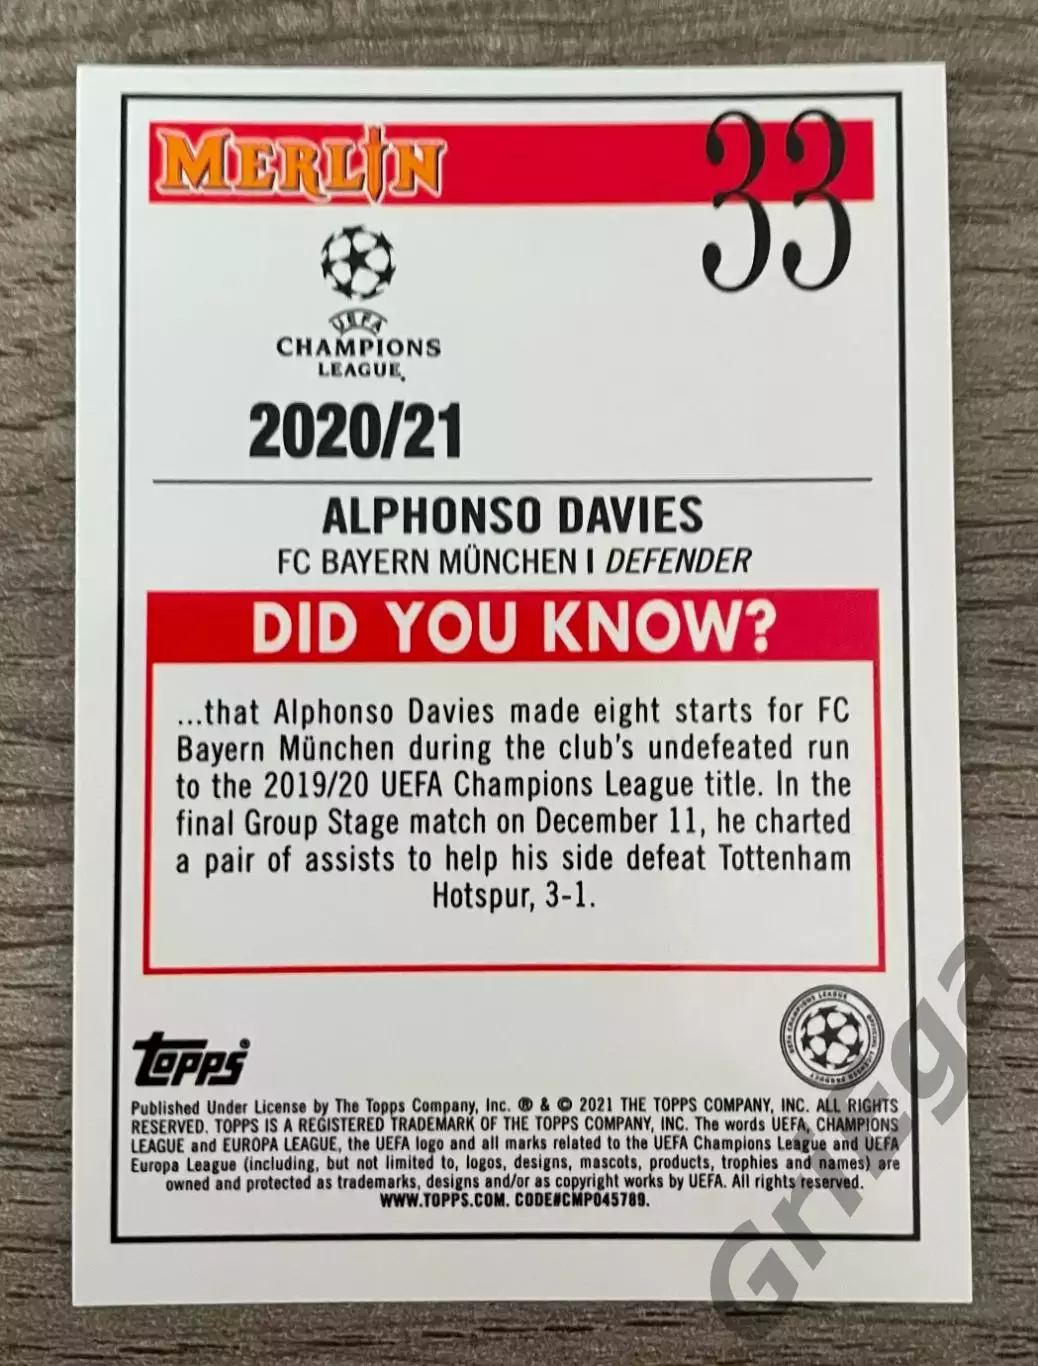 MERLIN
33
UEFA
CHAMPIONS
LEAGUE®
2020/21
ALPHONSO DAVIES
FC BAYERN MÜNCHEN | DEFENDER
DID YOU KNOW?
...that Alphonso Davies made eight starts for FC
Bayern München during the club's undefeated run
to the 2019/20 UEFA Champions League title. In the
final Group Stage match on December 11, he charted
a pair of assists to help his side defeat Tottenham
Hotspur, 3-1.
UEFA CHAMPIONS LEAGUE OFFICIAL LICENSED PRODUCT
Topps®
Published Under License by The Topps Company, Inc. ® & © 2021 THE TOPPS COMPANY, INC. ALL RIGHTS
RESERVED. TOPPS IS A REGISTERED TRADEMARK OF THE TOPPS COMPANY, INC. The words UEFA, CHAMPIONS
LEAGUE and EUROPA LEAGUE, the UEFA logo and all marks related to the UEFA Champions League and UEFA
Europa League (including, but not limited to, logos, designs, mascots, products, trophies and names) are
owned and protected as trademarks, designs and/or as copyright works by UEFA. All rights reserved.
WWW.TOPPS.COM. CODE#CMP045789.
GriEga